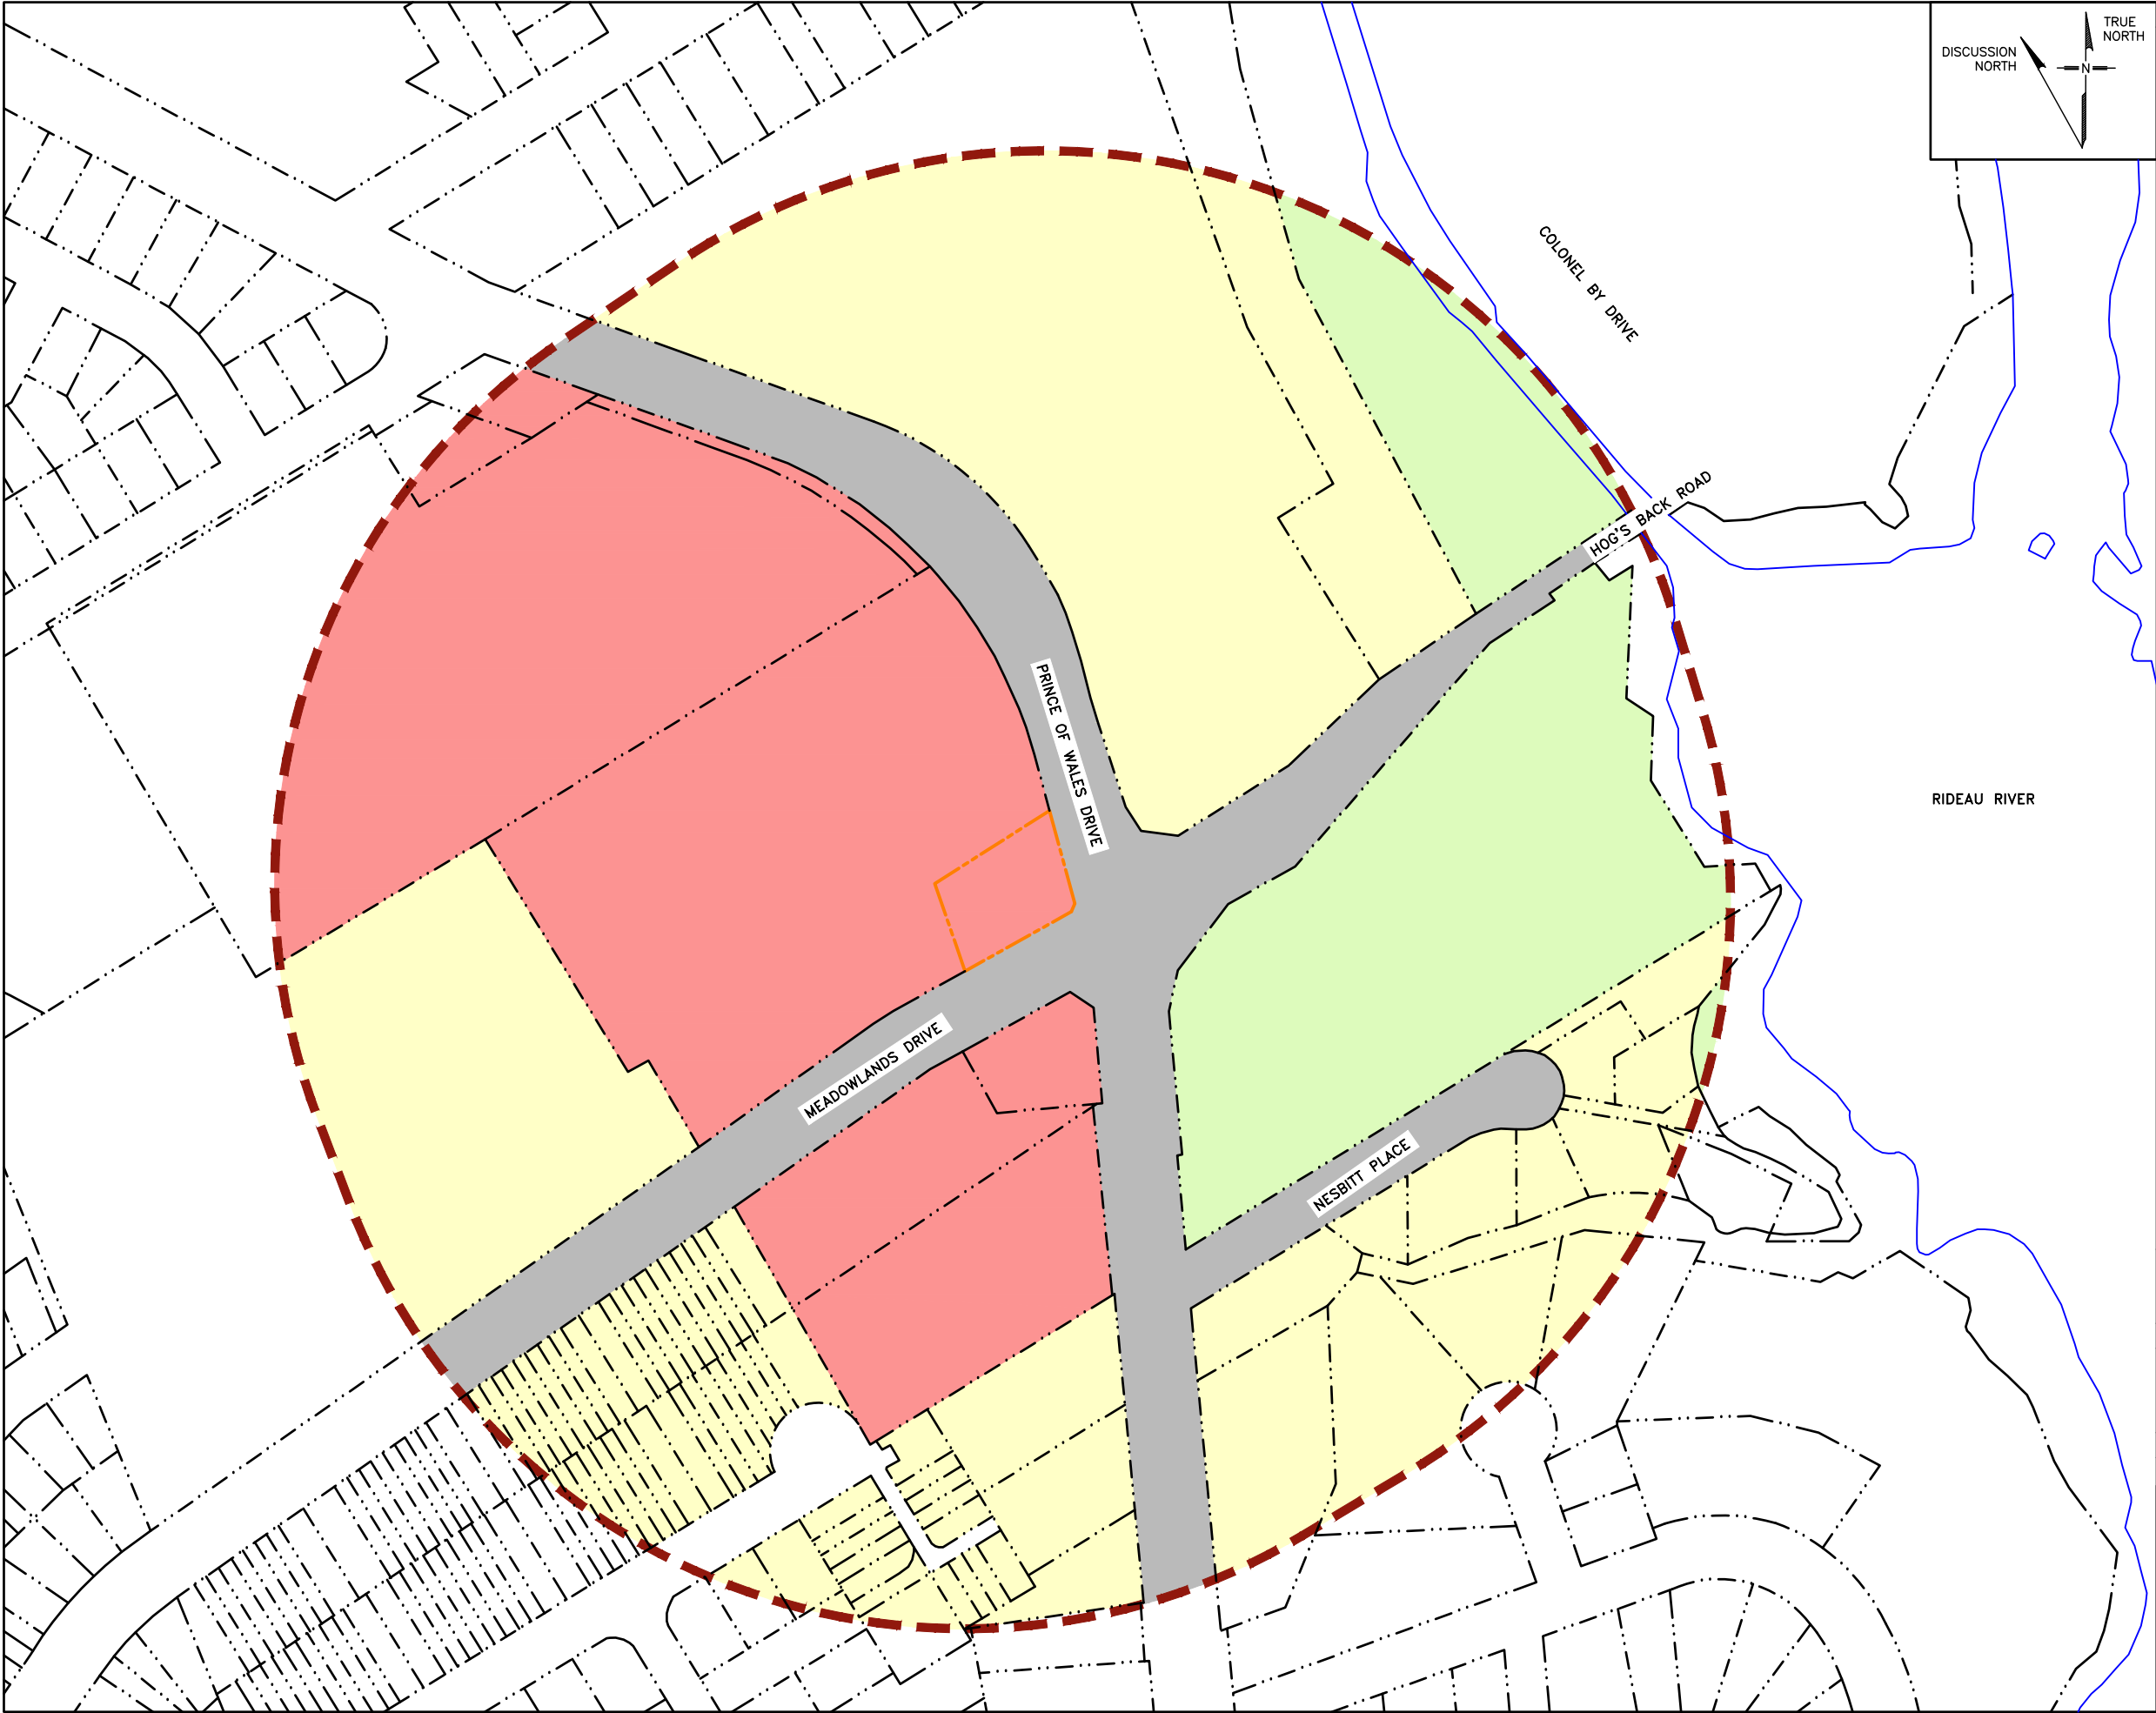 TRUE
NORTH
DISCUSSION
NORTH
N
COLONEL BY DRIVE
HOG'S BACK ROAD
PRINCE OF WALES DRIVE
RIDEAU RIVER
MEADOWLANDS DRIVE
NESBITT PLACE